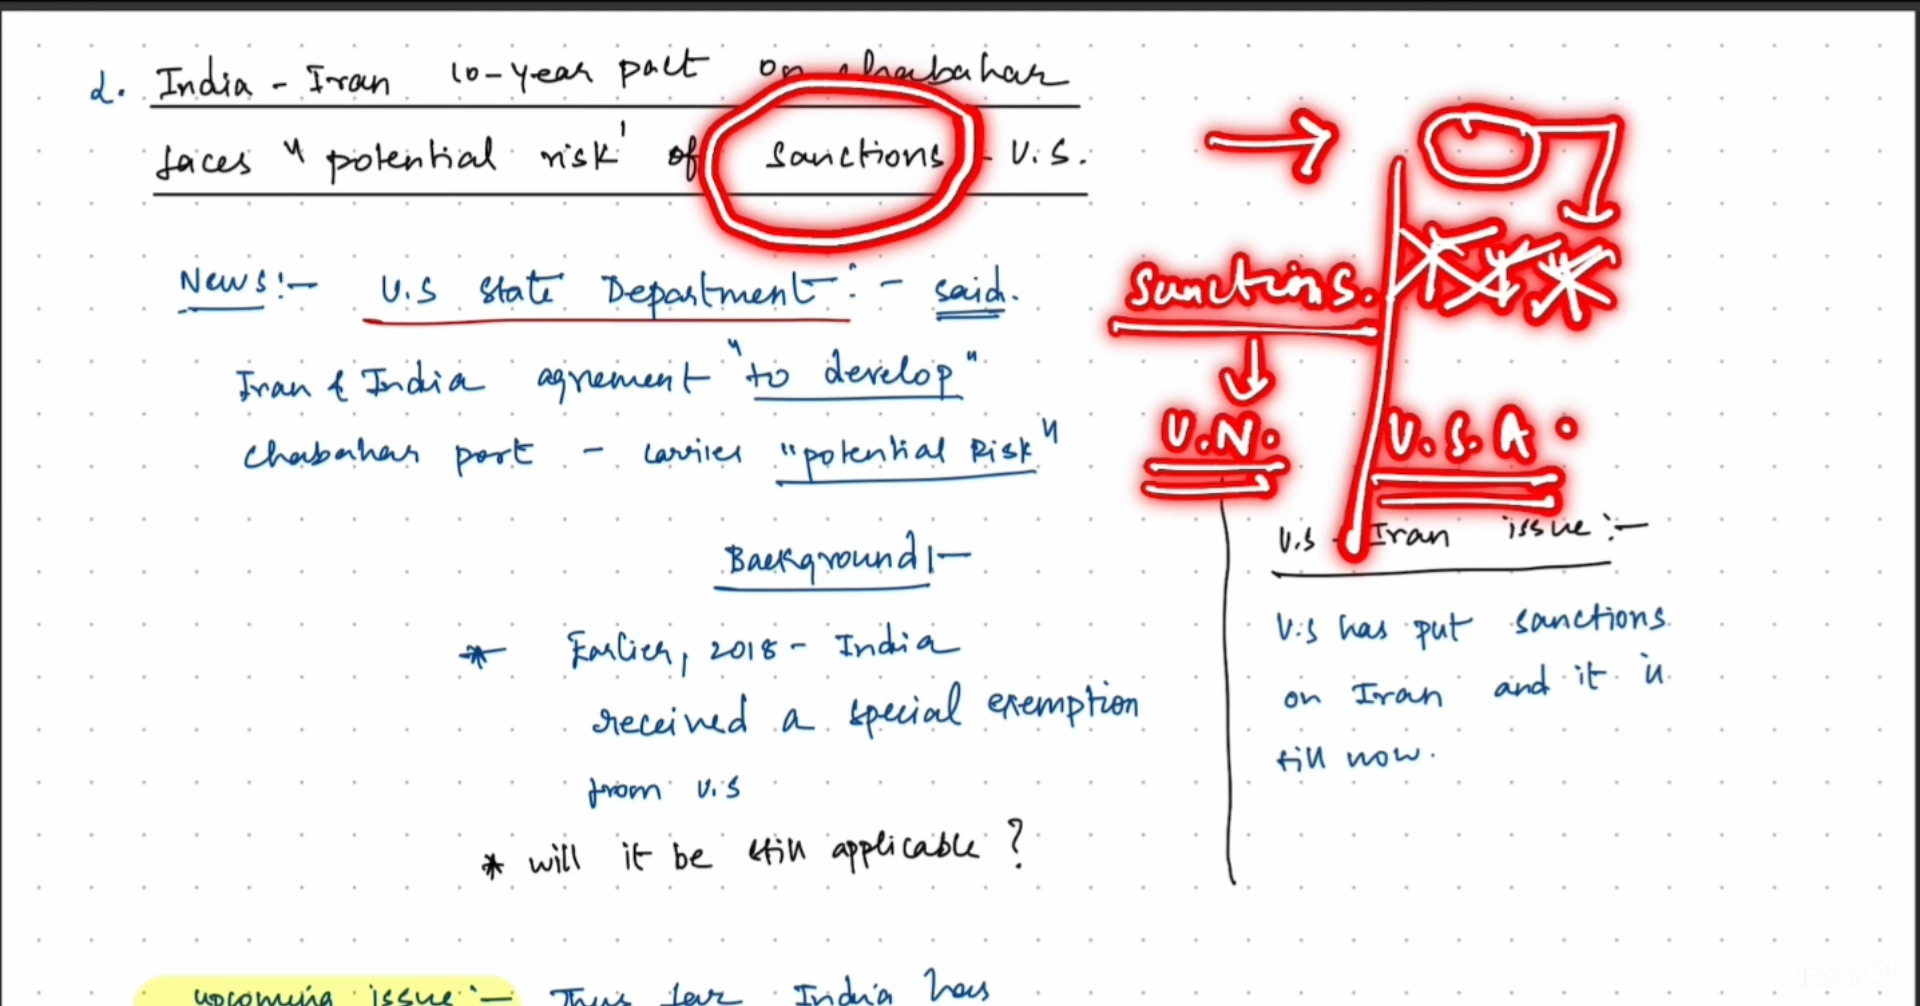 2. India - Iran 10-year pact on chabahar
faces " potential risk' of Sanctions - U.S.
News:- U.S State Department:- said.
Iran & India agrement "to develop"
chabahar port - carries "potential Risk"
Background:-
* Earlier, 2018 - India
received a special exemption
from U.S
* will it be still applicable?
upcoming issue:- Thus far India has
Sanctions.
U.N. U.S.A.
U.S - Iran issue:-
U.S has put sanctions
on Iran and it is
till now.